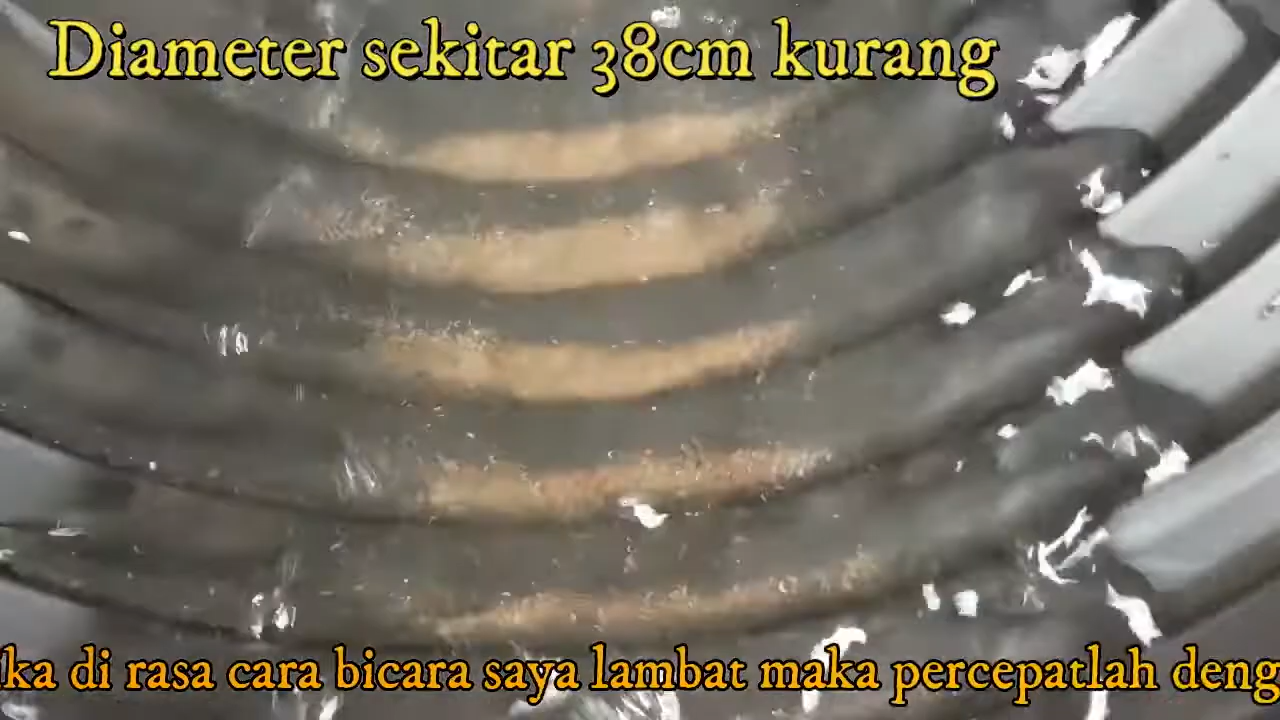 Diameter sekitar 38cm kurang
ka di rasa cara bicara saya lambat maka percepatlah deng